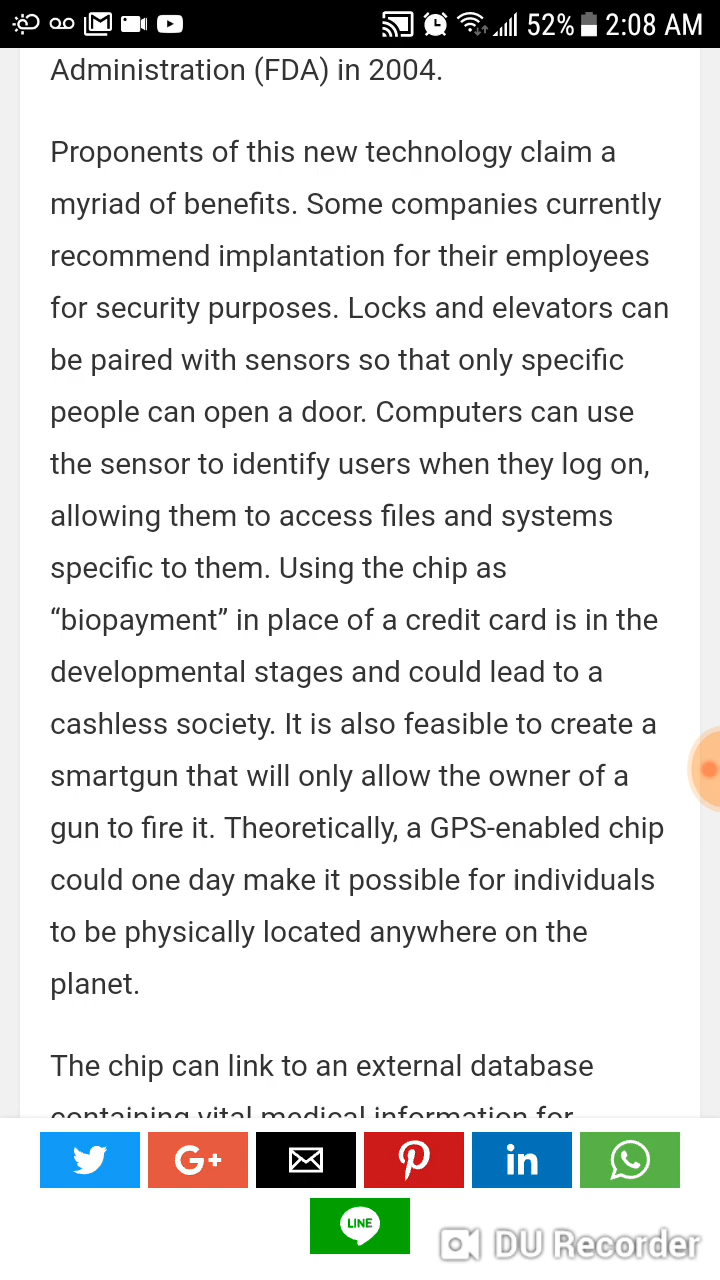 52% 2:08 AM
Administration (FDA) in 2004.
Proponents of this new technology claim a
myriad of benefits. Some companies currently
recommend implantation for their employees
for security purposes. Locks and elevators can
be paired with sensors so that only specific
people can open a door. Computers can use
the sensor to identify users when they log on,
allowing them to access files and systems
specific to them. Using the chip as
“biopayment” in place of a credit card is in the
developmental stages and could lead to a
cashless society. It is also feasible to create a
smartgun that will only allow the owner of a
gun to fire it. Theoretically, a GPS-enabled chip
could one day make it possible for individuals
to be physically located anywhere on the
planet.
The chip can link to an external database
containing vital medical information for
G+ in
LINE
DU Recorder